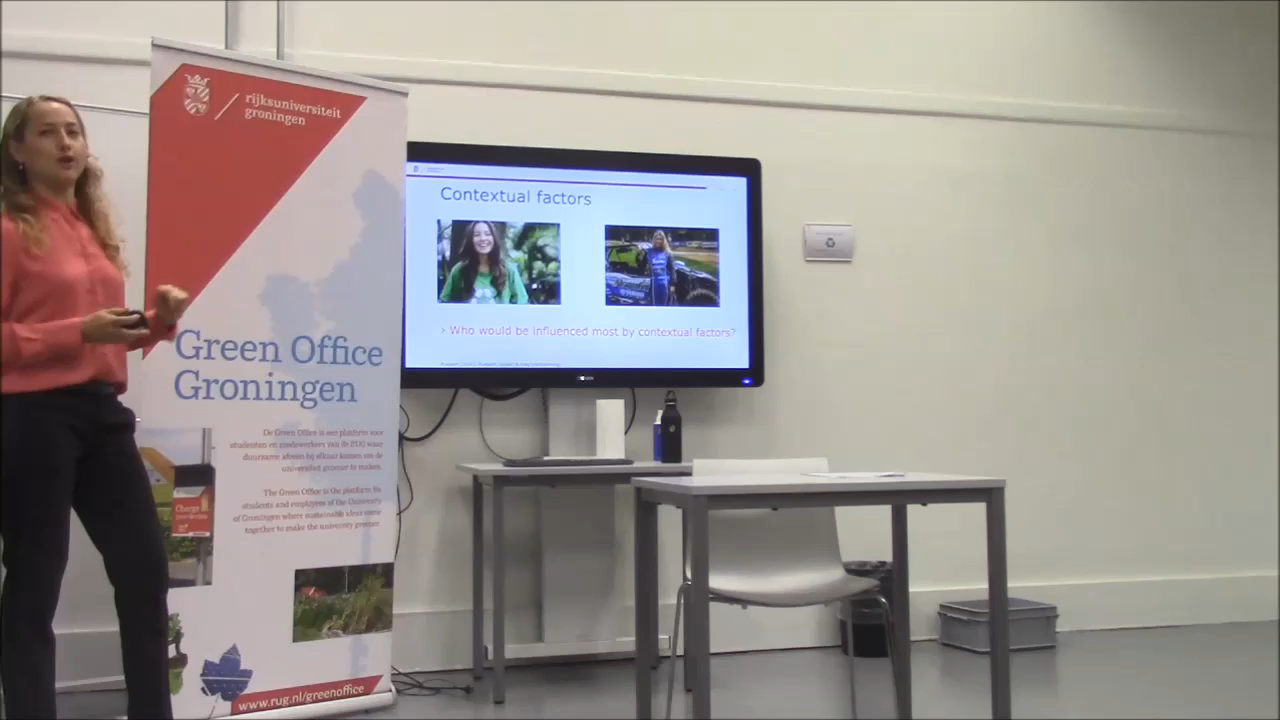 rijksuniversiteit
groningen
Green Office
Groningen
De Green Office is een platform voor
studenten en medewerkers van de RUG waar
duurzame ideeën bij elkaar komen om de
universiteit groener te maken.
The Green Office is the platform for
students and employees of the University
of Groningen where sustainable ideas come
together to make the university greener.
Charge
www.rug.nl/greenoffice
Contextual factors
› Who would be influenced most by contextual factors?